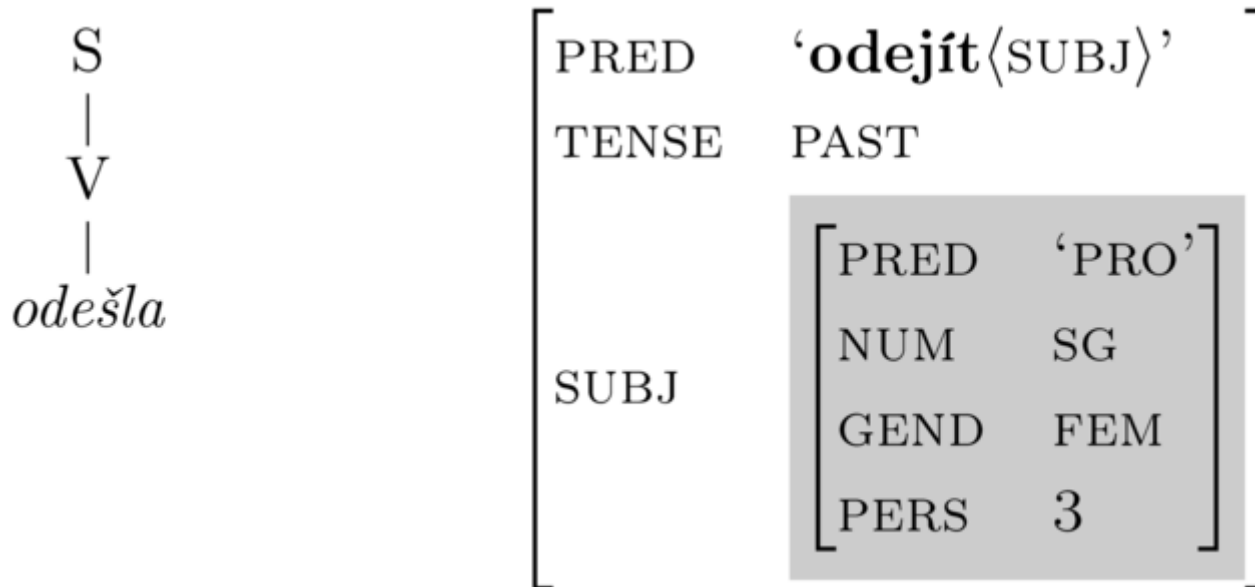 S
V
odešla
PRED ‘odejít⟨SUBJ⟩’
TENSE PAST
SUBJ
PRED ‘PRO’
NUM SG
GEND FEM
PERS 3